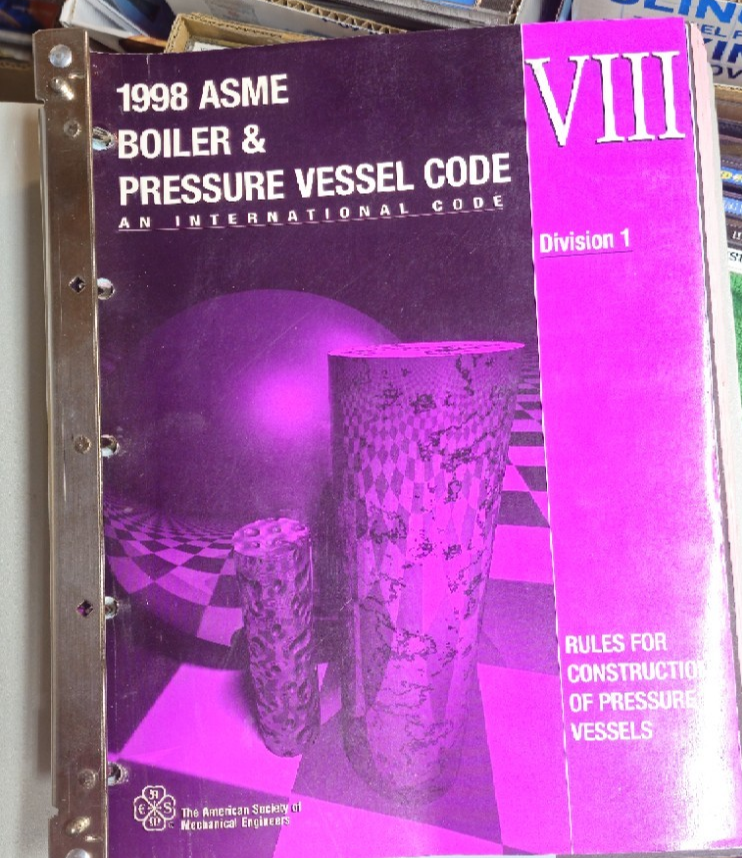 1998 ASME
BOILER &
PRESSURE VESSEL CODE
AN INTERNATIONAL CODE
VIII
Division 1
RULES FOR
CONSTRUCTION
OF PRESSURE
VESSELS
The American Society of
Mechanical Engineers